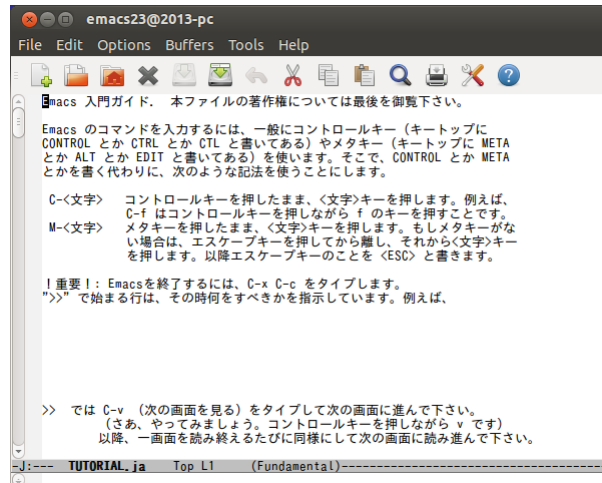 emacs23@2013-pc
File Edit Options Buffers Tools Help
Emacs 入門ガイド.　本ファイルの著作権については最後を御覧下さい。
Emacs のコマンドを入力するには、一般にコントロールキー（キートップに
CONTROL とか CTRL とか CTL と書いてある）やメタキー（キートップに META
とか ALT とか EDIT と書いてある）を使います。そこで、CONTROL とか META
とかを書く代わりに、次のような記法を使うことにします。
C-<文字> コントロールキーを押したまま、<文字>キーを押します。例えば、
C-f はコントロールキーを押しながら f のキーを押すことです。
M-<文字> メタキーを押したまま、<文字>キーを押します。もしメタキーがな
い場合は、エスケープキーを押してから離し、それから<文字>キー
を押します。以降エスケープキーのことを <ESC> と書きます。
！重要！: Emacsを終了するには、C-x C-c をタイプします。
”>>” で始まる行は、その時何をすべきかを指示しています。例えば、
>> では C-v （次の画面を見る）をタイプして次の画面に進んで下さい。
（さあ、やってみましょう。コントロールキーを押しながら v です）
以降、一画面を読み終えるたびに同様にして次の画面に読み進んで下さい。
-J:--- TUTORIAL.ja Top L1 (Fundamental)----------------------------------